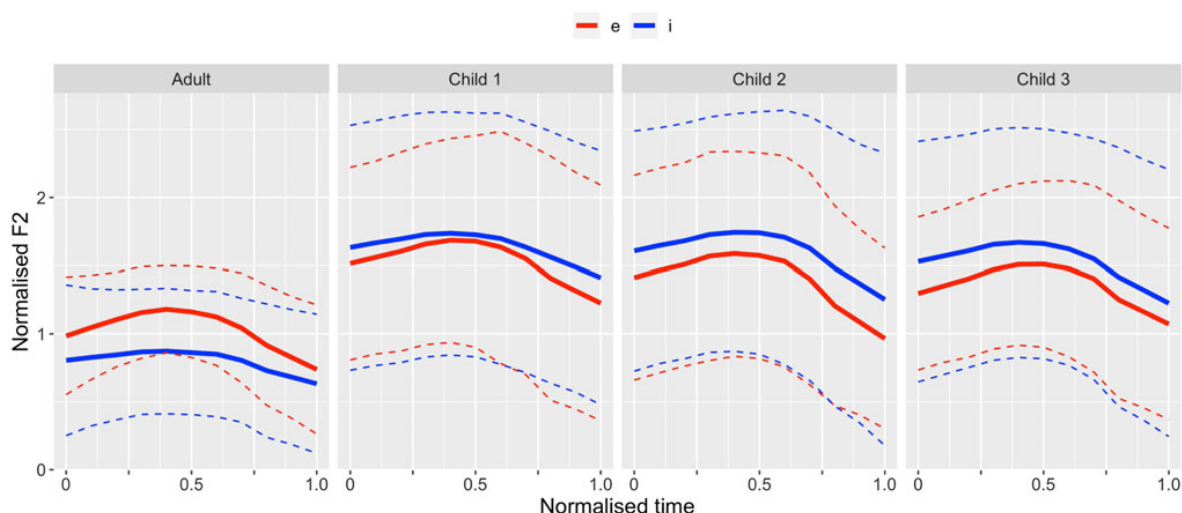 e i
Adult Child 1 Child 2 Child 3
Normalised F2
2
1
0
0 0.5 1.0 0 0.5 1.0 0 0.5 1.0 0 0.5 1.0
Normalised time